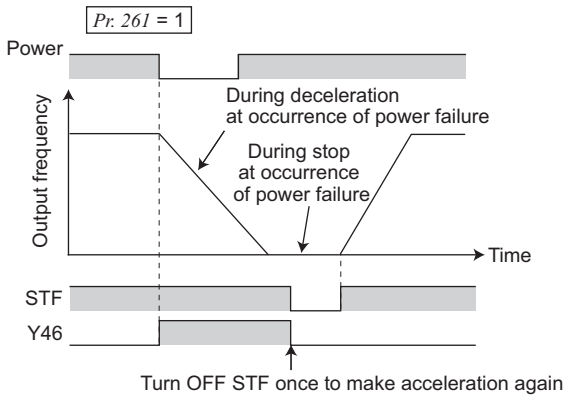 Pr. 261 = 1
Power
During deceleration
at occurrence of power failure
During stop
at occurrence
of power failure
Output frequency
Time
STF
Y46
Turn OFF STF once to make acceleration again